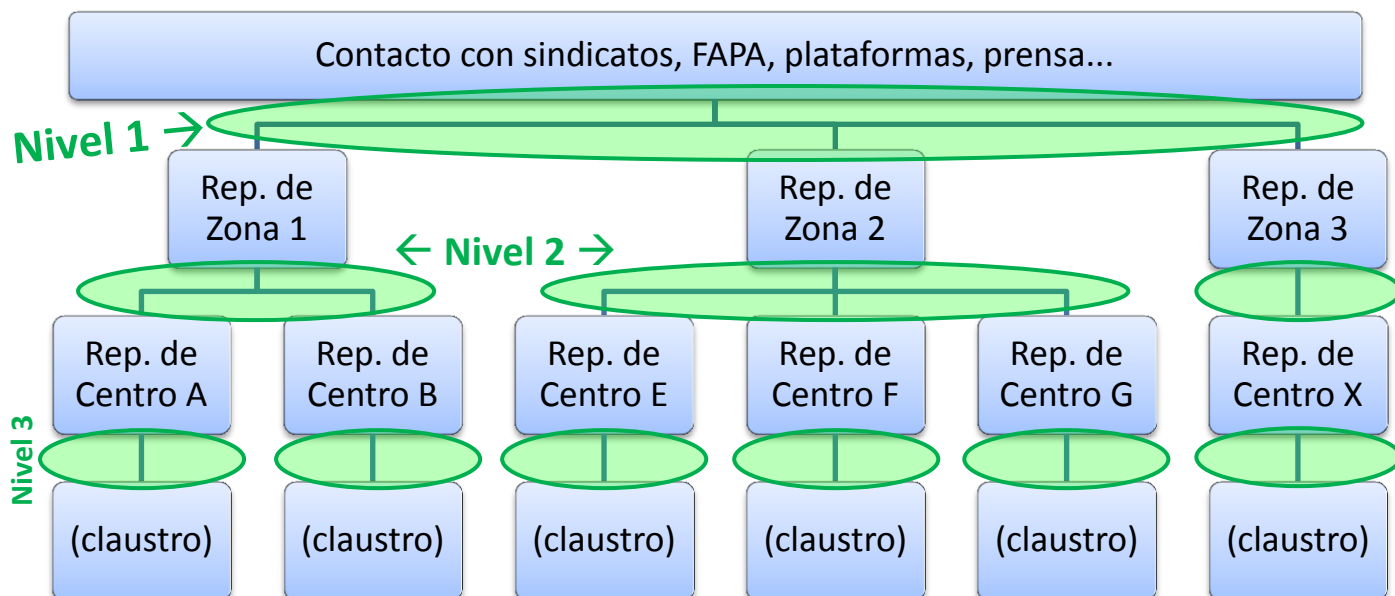 Contacto con sindicatos, FAPA, plataformas, prensa...
Nivel 1 →
Rep. de
Zona 1
Rep. de
Zona 2
Rep. de
Zona 3
← Nivel 2 →
Rep. de
Centro A
Rep. de
Centro B
Rep. de
Centro E
Rep. de
Centro F
Rep. de
Centro G
Rep. de
Centro X
Nivel 3
(claustro)
(claustro)
(claustro)
(claustro)
(claustro)
(claustro)